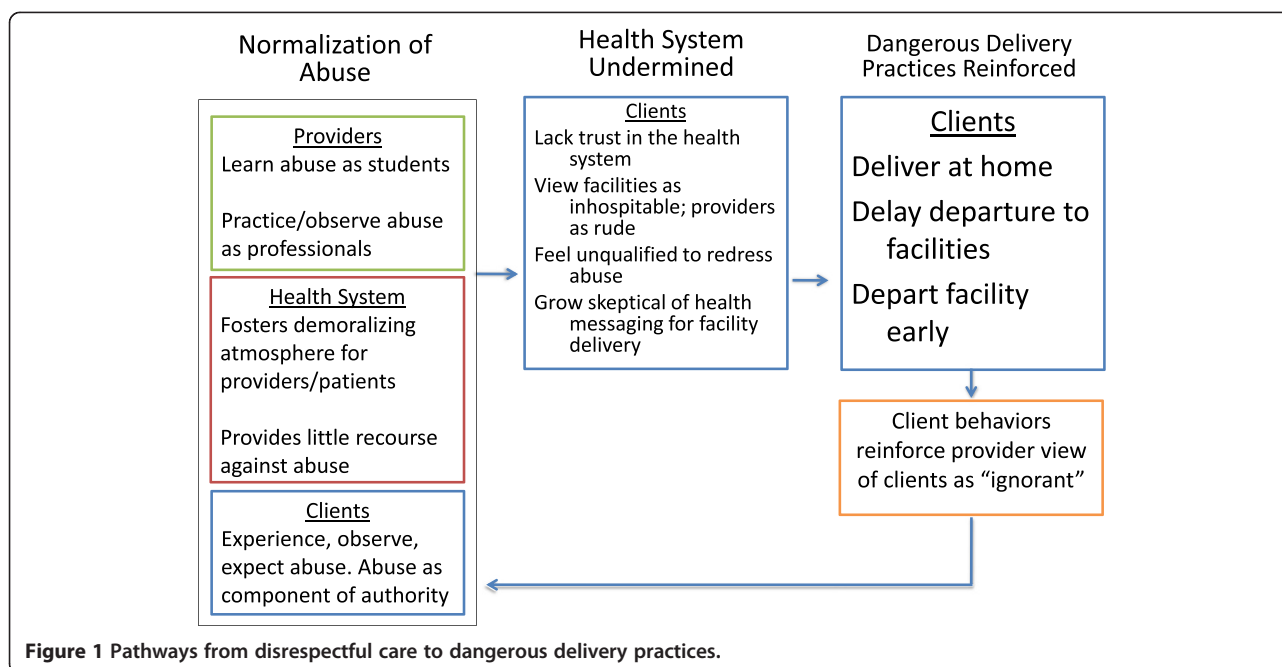 Normalization of
Abuse
Providers
Learn abuse as students
Practice/observe abuse
as professionals
Health System
Fosters demoralizing
atmosphere for
providers/patients
Provides little recourse
against abuse
Clients
Experience, observe,
expect abuse. Abuse as
component of authority
Health System
Undermined
Clients
Lack trust in the health
system
View facilities as
inhospitable; providers
as rude
Feel unqualified to redress
abuse
Grow skeptical of health
messaging for facility
delivery
Dangerous Delivery
Practices Reinforced
Clients
Deliver at home
Delay departure to
facilities
Depart facility
early
Client behaviors
reinforce provider view
of clients as “ignorant”
Figure 1 Pathways from disrespectful care to dangerous delivery practices.